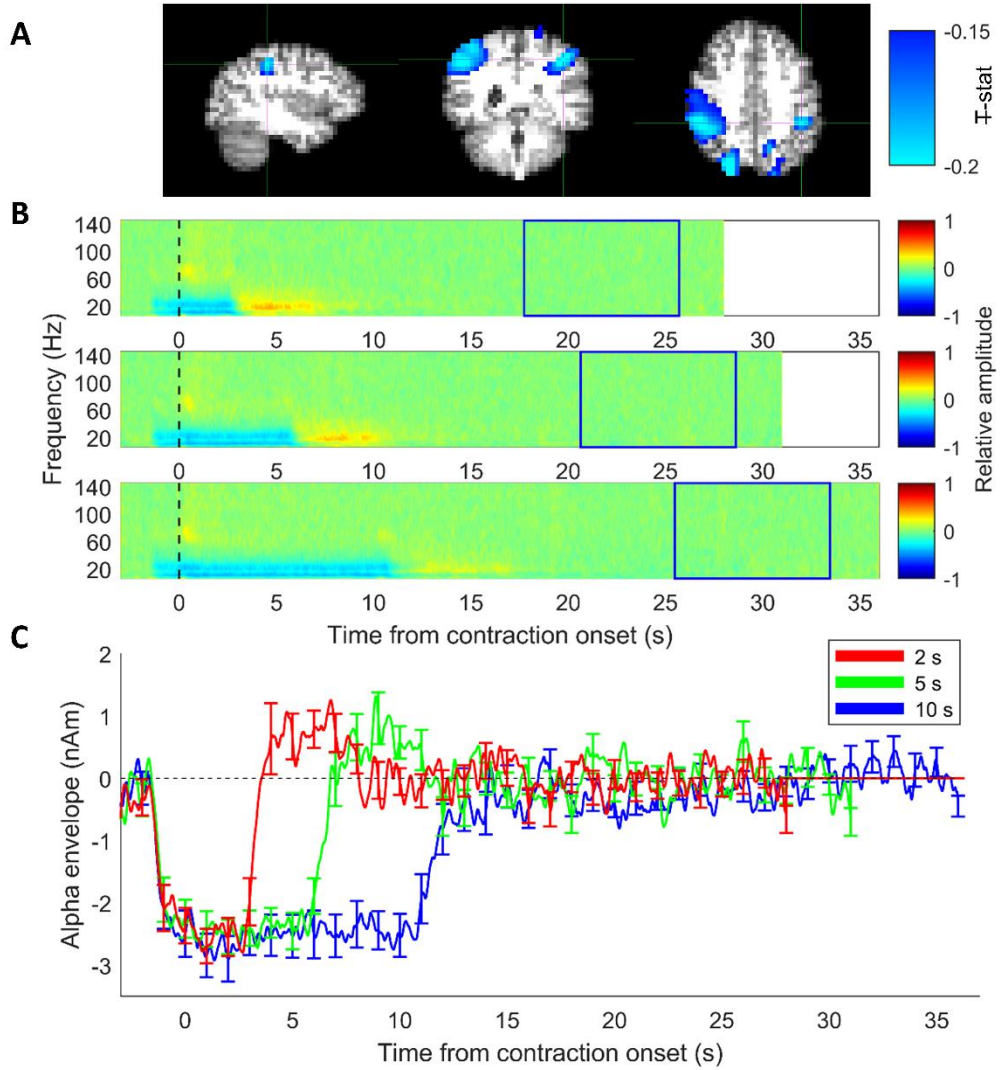 A
-0.15
T-stat
-0.2
B
140
100
60
20
0 5 10 15 20 25 30 35
1
0
-1
140
100
60
20
0 5 10 15 20 25 30 35
1
0
-1
140
100
60
20
0 5 10 15 20 25 30 35
1
0
-1
Frequency (Hz)
Relative amplitude
Time from contraction onset (s)
C
2
1
0
-1
-2
-3
Alpha envelope (nAm)
2 s
5 s
10 s
0 5 10 15 20 25 30 35
Time from contraction onset (s)